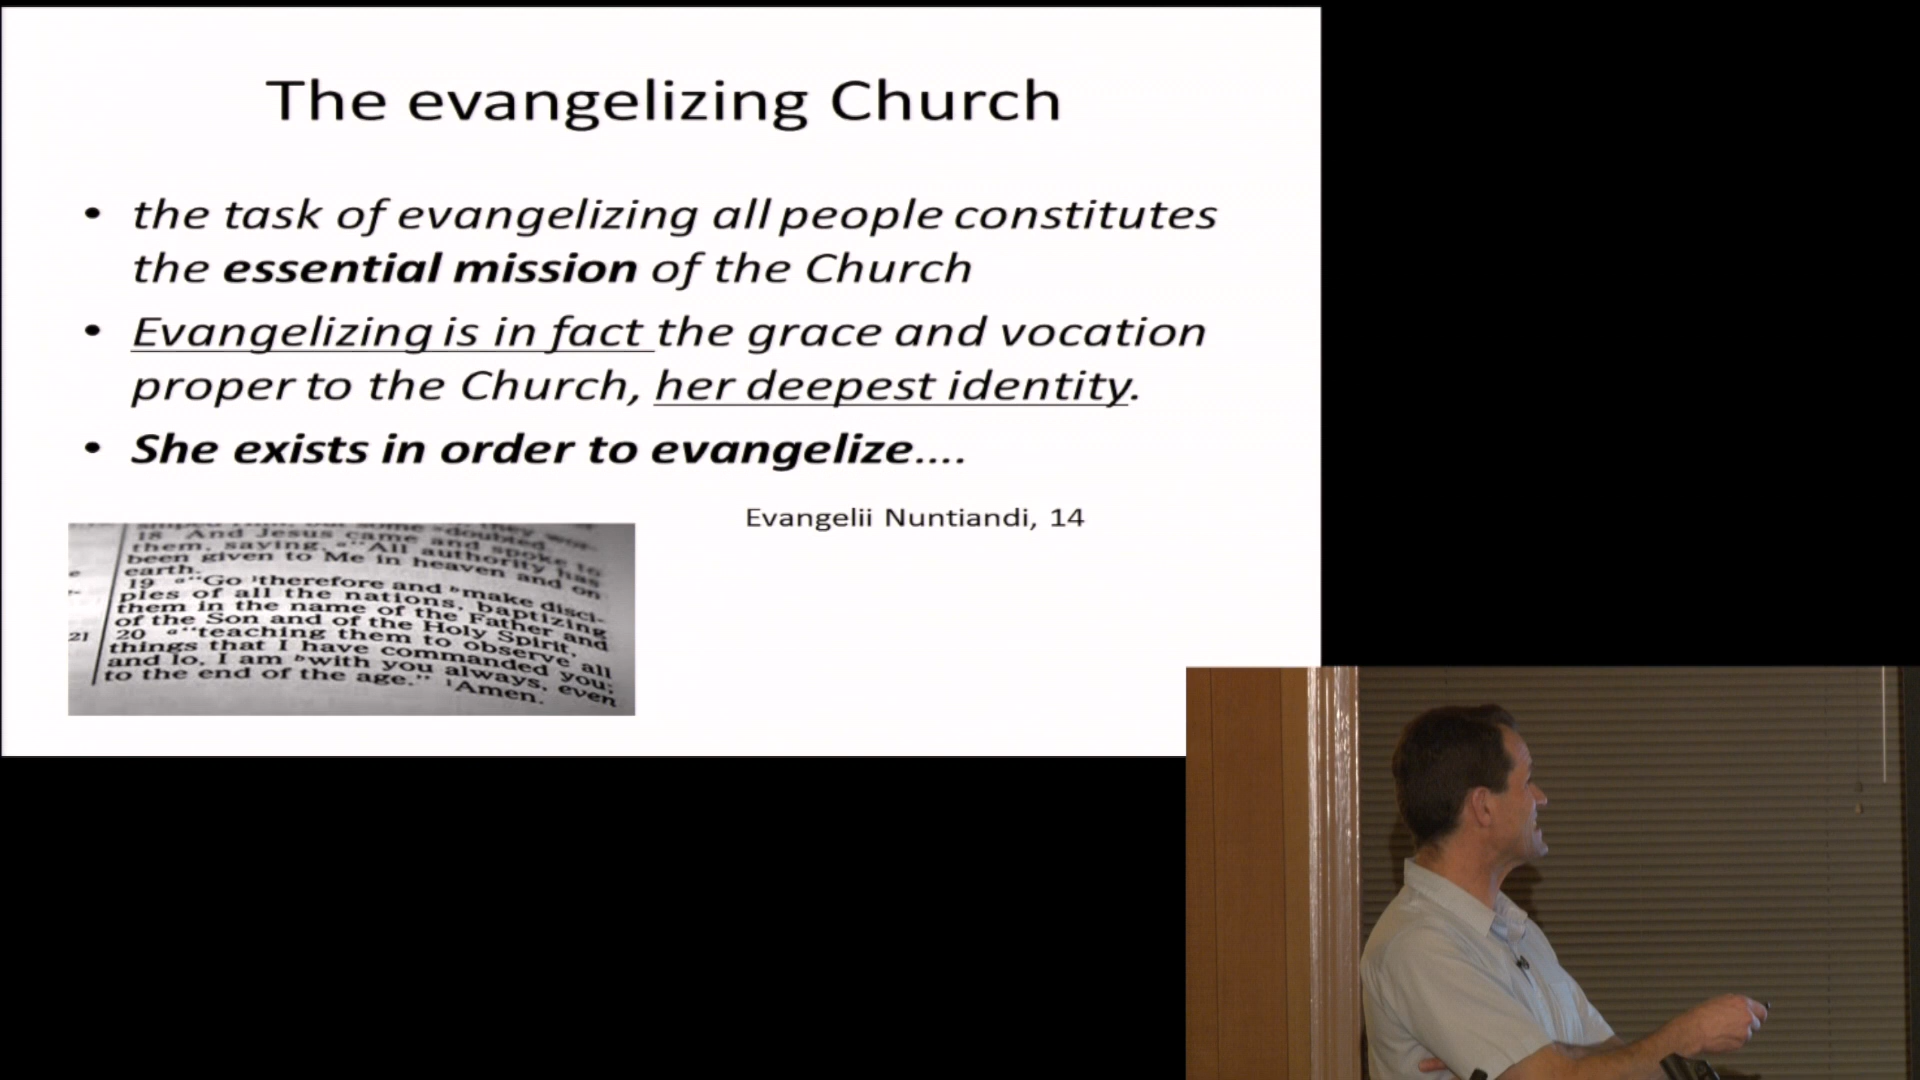 The evangelizing Church
• the task of evangelizing all people constitutes
the essential mission of the Church
• Evangelizing is in fact the grace and vocation
proper to the Church, her deepest identity.
• She exists in order to evangelize....
Evangelii Nuntiandi, 14
18 And Jesus came and spoke to
them, saying, "All authority has
been given to Me in heaven and on
earth.
19 "Go therefore and make disci-
ples of all the nations, baptizing
them in the name of the Father and
of the Son and of the Holy Spirit,
20 "teaching them to observe all
things that I have commanded you;
and lo, I am with you always, even
to the end of the age." Amen.